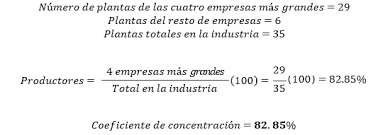 Número de plantas de las cuatro empresas más grandes = 29
Plantas del resto de empresas = 6
Plantas totales en la industria = 35
Productores = 4 empresas más grandes / Total en la industria (100) = 29/35 (100) = 82.85%
Coeficiente de concentración = 82.85%